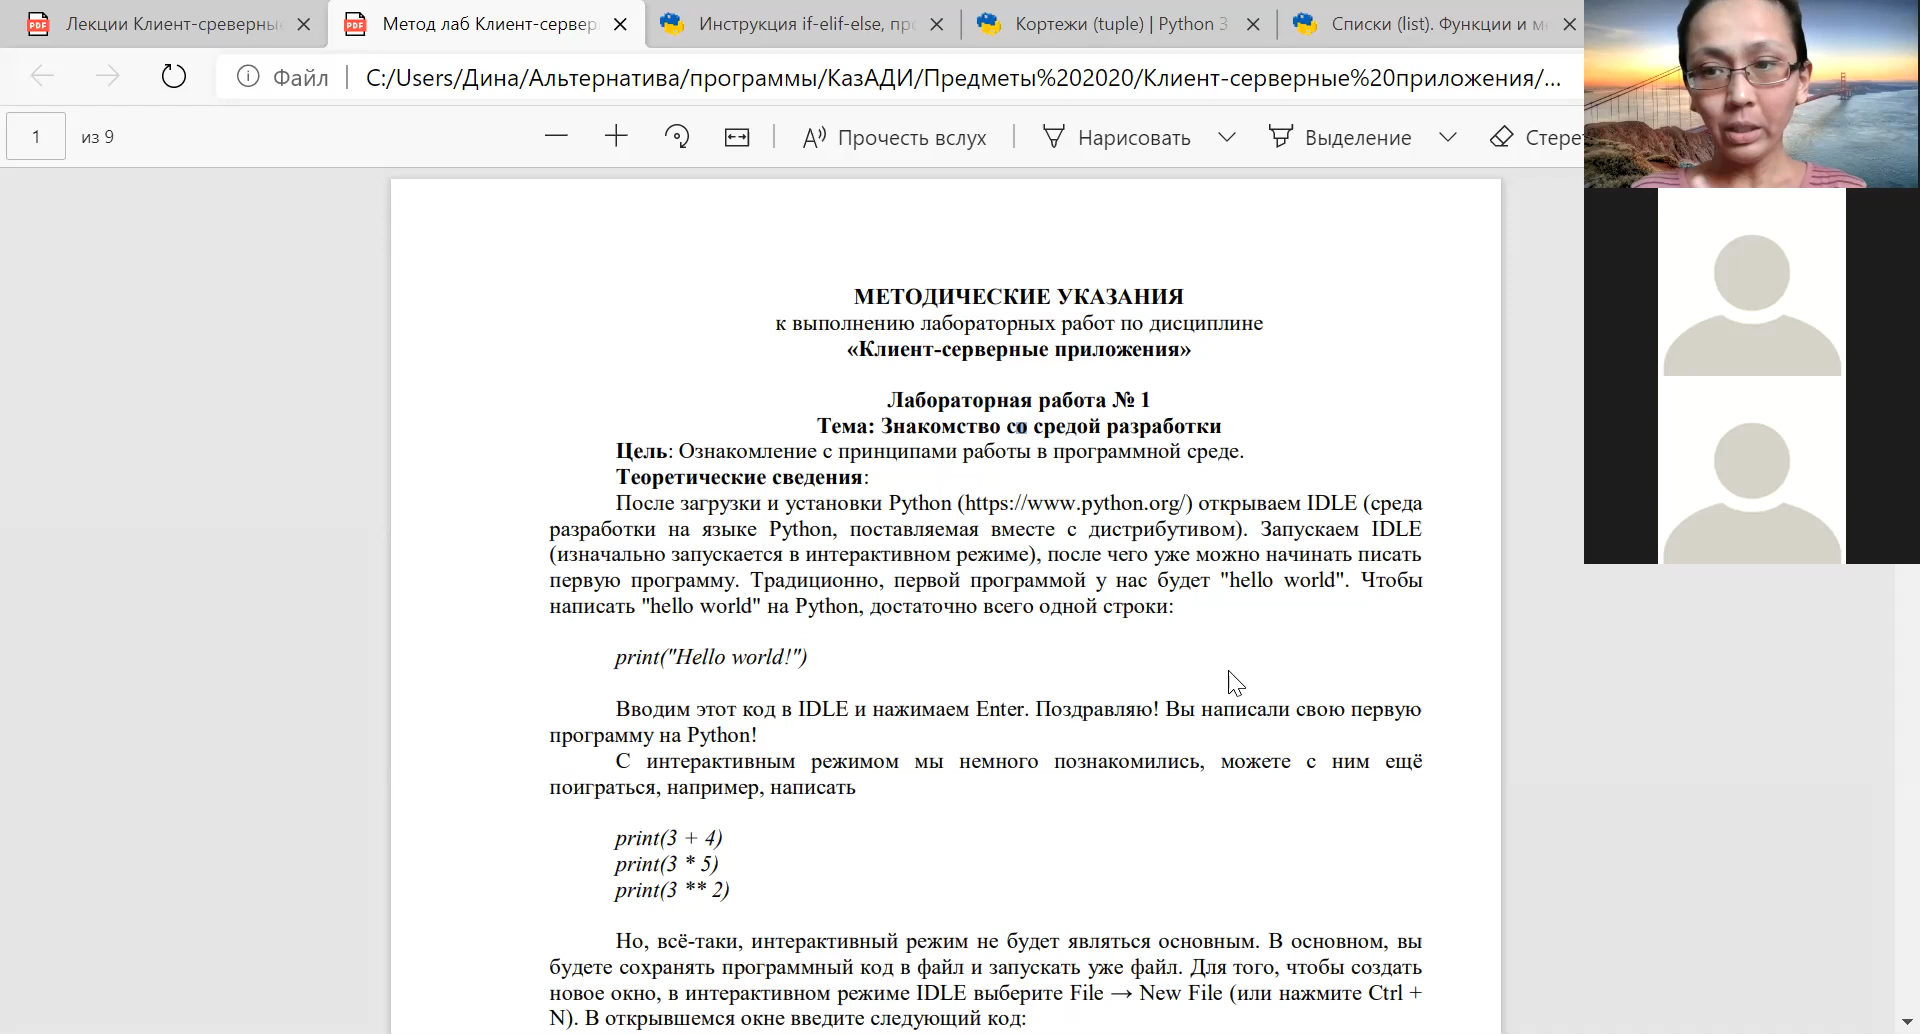 Лекции Клиент-среверны
Метод лаб Клиент-сервер
Инструкция if-elif-else, пр
Кортежи (tuple) | Python 3
Списки (list). Функции и м
Файл
C:/Users/Дина/Альтернатива/программы/КазАДИ/Предметы%202020/Клиент-серверные%20приложения/...
1 из 9
Прочесть вслух
Нарисовать
Выделение
Стере
МЕТОДИЧЕСКИЕ УКАЗАНИЯ
к выполнению лабораторных работ по дисциплине
«Клиент-серверные приложения»
Лабораторная работа № 1
Тема: Знакомство со средой разработки
Цель: Ознакомление с принципами работы в программной среде.
Теоретические сведения:
После загрузки и установки Python (https://www.python.org/) открываем IDLE (среда
разработки на языке Python, поставляемая вместе с дистрибутивом). Запускаем IDLE
(изначально запускается в интерактивном режиме), после чего уже можно начинать писать
первую программу. Традиционно, первой программой у нас будет "hello world". Чтобы
написать "hello world" на Python, достаточно всего одной строки:
print("Hello world!")
Вводим этот код в IDLE и нажимаем Enter. Поздравляю! Вы написали свою первую
программу на Python!
С интерактивным режимом мы немного познакомились, можете с ним ещё
поиграться, например, написать
print(3 + 4)
print(3 * 5)
print(3 ** 2)
Но, всё-таки, интерактивный режим не будет являться основным. В основном, вы
будете сохранять программный код в файл и запускать уже файл. Для того, чтобы создать
новое окно, в интерактивном режиме IDLE выберите File → New File (или нажмите Ctrl +
N). В открывшемся окне введите следующий код: